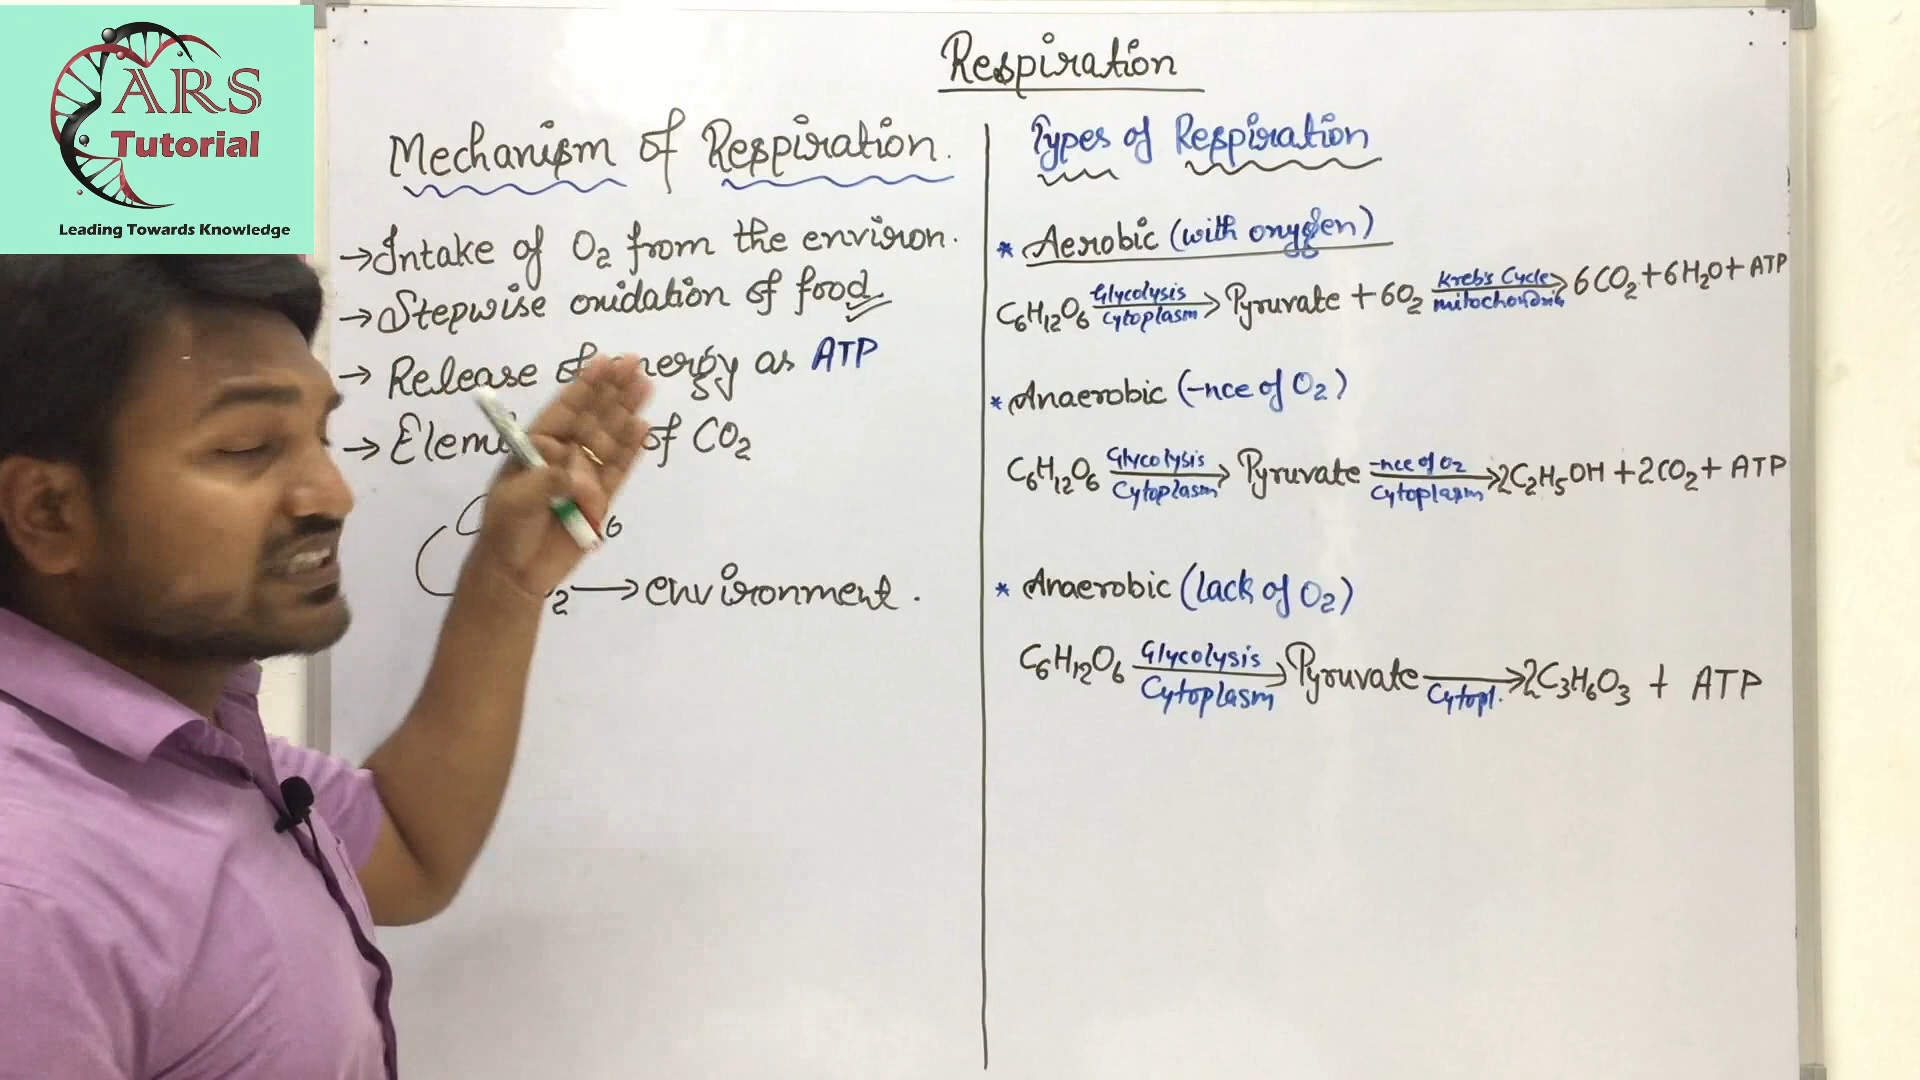 ARS
Tutorial
Leading Towards Knowledge
Respiration
Mechanism of Respiration.
→Intake of O₂ from the environ.
→Stepwise oxidation of food
→Release of energy as ATP
→ of CO₂
6
2→environment.
Types of Respiration
* Aerobic (with oxygen)
C₆H₁₂O₆ Glycolysis Cytoplasm → Pyruvate + 6O₂ Kreb's Cycle mitochondria → 6CO₂+6H₂O+ATP
* Anaerobic (-nce of O₂)
C₆H₁₂O₆ Glycolysis Cytoplasm → Pyruvate -nce of O₂ Cytoplasm → 2C₂H₅OH+2CO₂+ATP
* Anaerobic (lack of O₂)
C₆H₁₂O₆ Glycolysis Cytoplasm → Pyruvate Cytopl. → 2C₃H₆O₃ + ATP